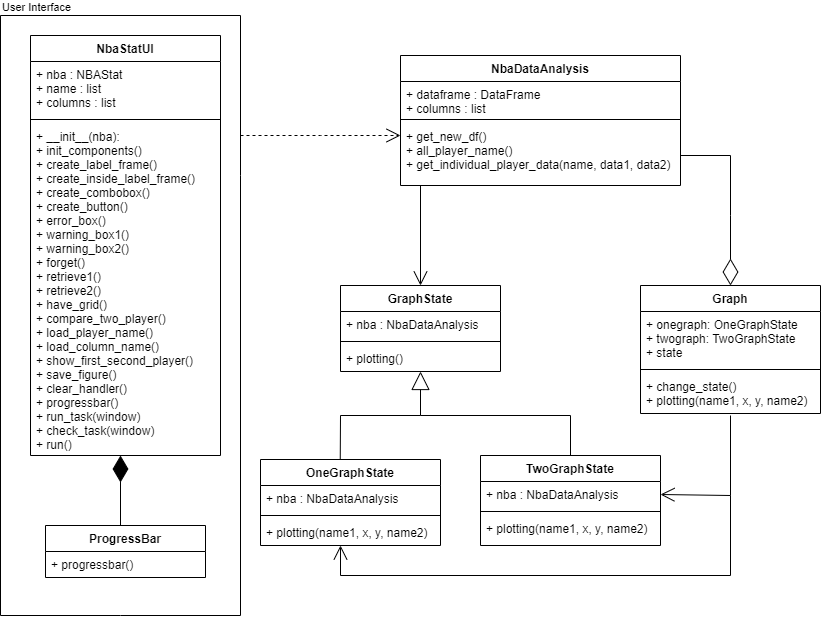 User Interface
NbaStatUI
+ nba : NBAStat
+ name : list
+ columns : list
+ __init__(nba):
+ init_components()
+ create_label_frame()
+ create_inside_label_frame()
+ create_combobox()
+ create_button()
+ error_box()
+ warning_box1()
+ warning_box2()
+ forget()
+ retrieve1()
+ retrieve2()
+ have_grid()
+ compare_two_player()
+ load_player_name()
+ load_column_name()
+ show_first_second_player()
+ save_figure()
+ clear_handler()
+ progressbar()
+ run_task(window)
+ check_task(window)
+ run()
ProgressBar
+ progressbar()
NbaDataAnalysis
+ dataframe : DataFrame
+ columns : list
+ get_new_df()
+ all_player_name()
+ get_individual_player_data(name, data1, data2)
GraphState
+ nba : NbaDataAnalysis
+ plotting()
Graph
+ onegraph: OneGraphState
+ twograph: TwoGraphState
+ state
+ change_state()
+ plotting(name1, x, y, name2)
OneGraphState
+ nba : NbaDataAnalysis
+ plotting(name1, x, y, name2)
TwoGraphState
+ nba : NbaDataAnalysis
+ plotting(name1, x, y, name2)